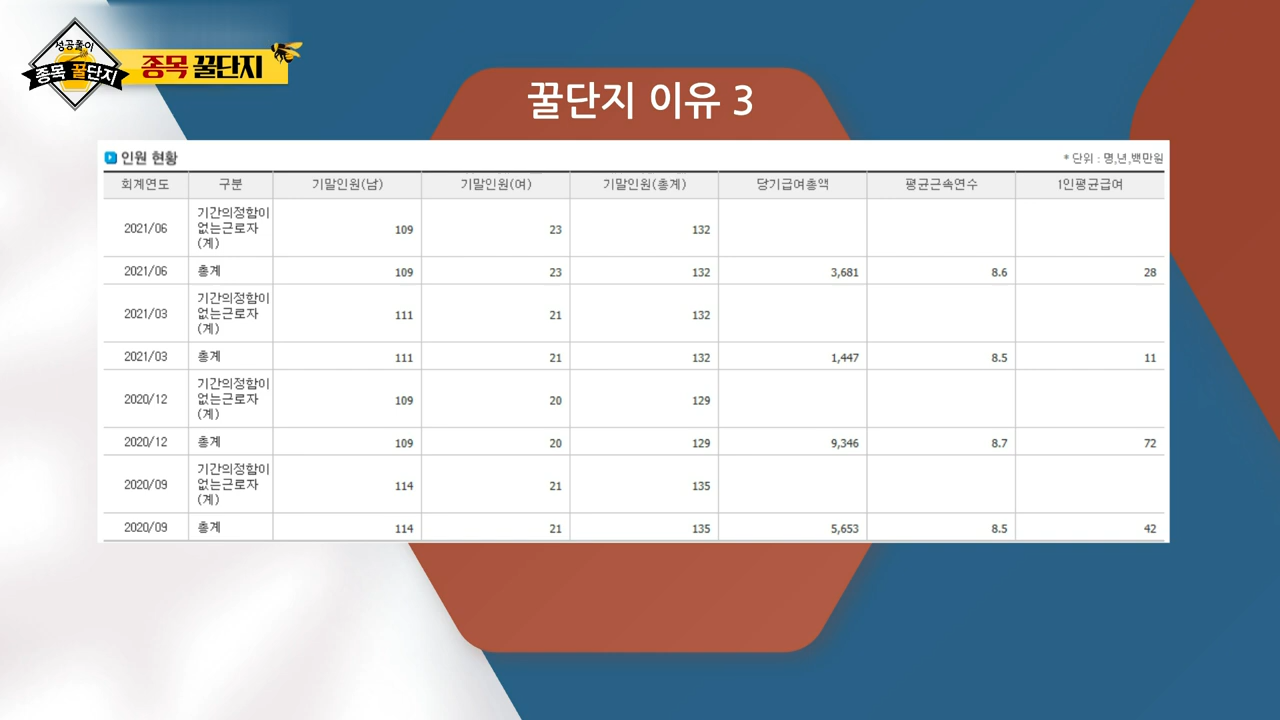 성공풀이
종목 꿀단지
종목 꿀단지
꿀단지 이유 3
인원 현황
* 단위 : 명,년,백만원
회계연도 구분 기말인원(남) 기말인원(여) 기말인원(총계) 당기급여총액 평균근속연수 1인평균급여
2021/06 기간의정함이없는근로자(계) 109 23 132
2021/06 총계 109 23 132 3,681 8.6 28
2021/03 기간의정함이없는근로자(계) 111 21 132
2021/03 총계 111 21 132 1,447 8.5 11
2020/12 기간의정함이없는근로자(계) 109 20 129
2020/12 총계 109 20 129 9,346 8.7 72
2020/09 기간의정함이없는근로자(계) 114 21 135
2020/09 총계 114 21 135 5,653 8.5 42